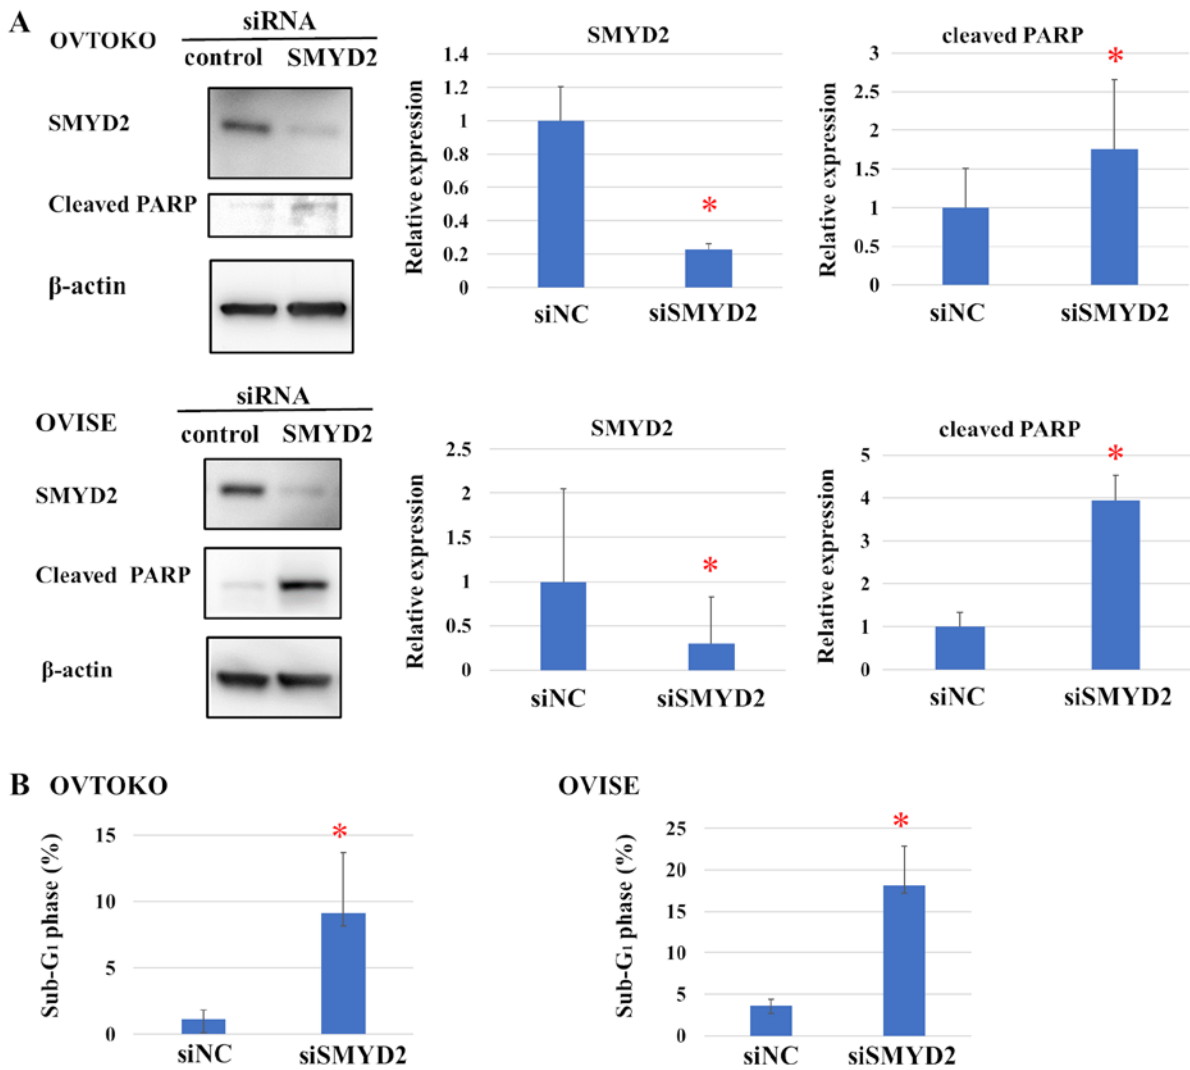 A
OVTOKO
siRNA
control SMYD2
SMYD2
Cleaved PARP
β-actin
SMYD2
Relative expression
1.4
1.2
1
0.8
0.6
0.4
0.2
0
*
siNC siSMYD2
cleaved PARP
Relative expression
3
2.5
2
1.5
1
0.5
0
*
siNC siSMYD2
OVISE
siRNA
control SMYD2
SMYD2
Cleaved PARP
β-actin
SMYD2
Relative expression
2.5
2
1.5
1
0.5
0
*
siNC siSMYD2
cleaved PARP
Relative expression
5
4
3
2
1
0
*
siNC siSMYD2
B OVTOKO
Sub-G₁ phase (%)
15
10
5
0
*
siNC siSMYD2
OVISE
Sub-G₁ phase (%)
25
20
15
10
5
0
*
siNC siSMYD2